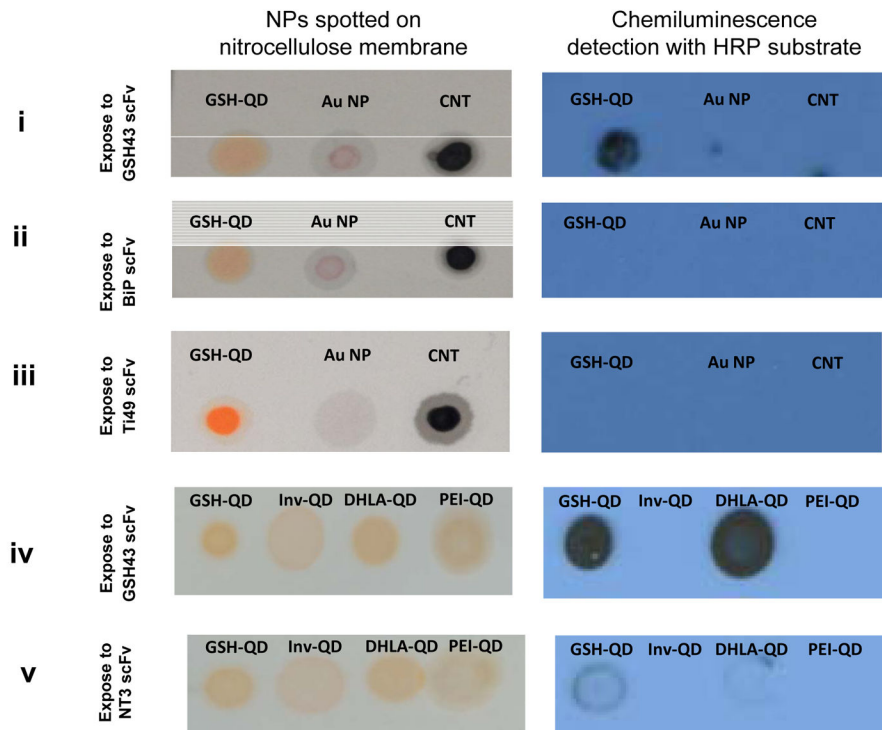 NPs spotted on
nitrocellulose membrane
Chemiluminescence
detection with HRP substrate
i
Expose to
GSH43 scFv
GSH-QD Au NP CNT
GSH-QD Au NP CNT
ii
Expose to
BiP scFv
GSH-QD Au NP CNT
GSH-QD Au NP CNT
iii
Expose to
Ti49 scFv
GSH-QD Au NP CNT
GSH-QD Au NP CNT
iv
Expose to
GSH43 scFv
GSH-QD Inv-QD DHLA-QD PEI-QD
GSH-QD Inv-QD DHLA-QD PEI-QD
v
Expose to
NT3 scFv
GSH-QD Inv-QD DHLA-QD PEI-QD
GSH-QD Inv-QD DHLA-QD PEI-QD